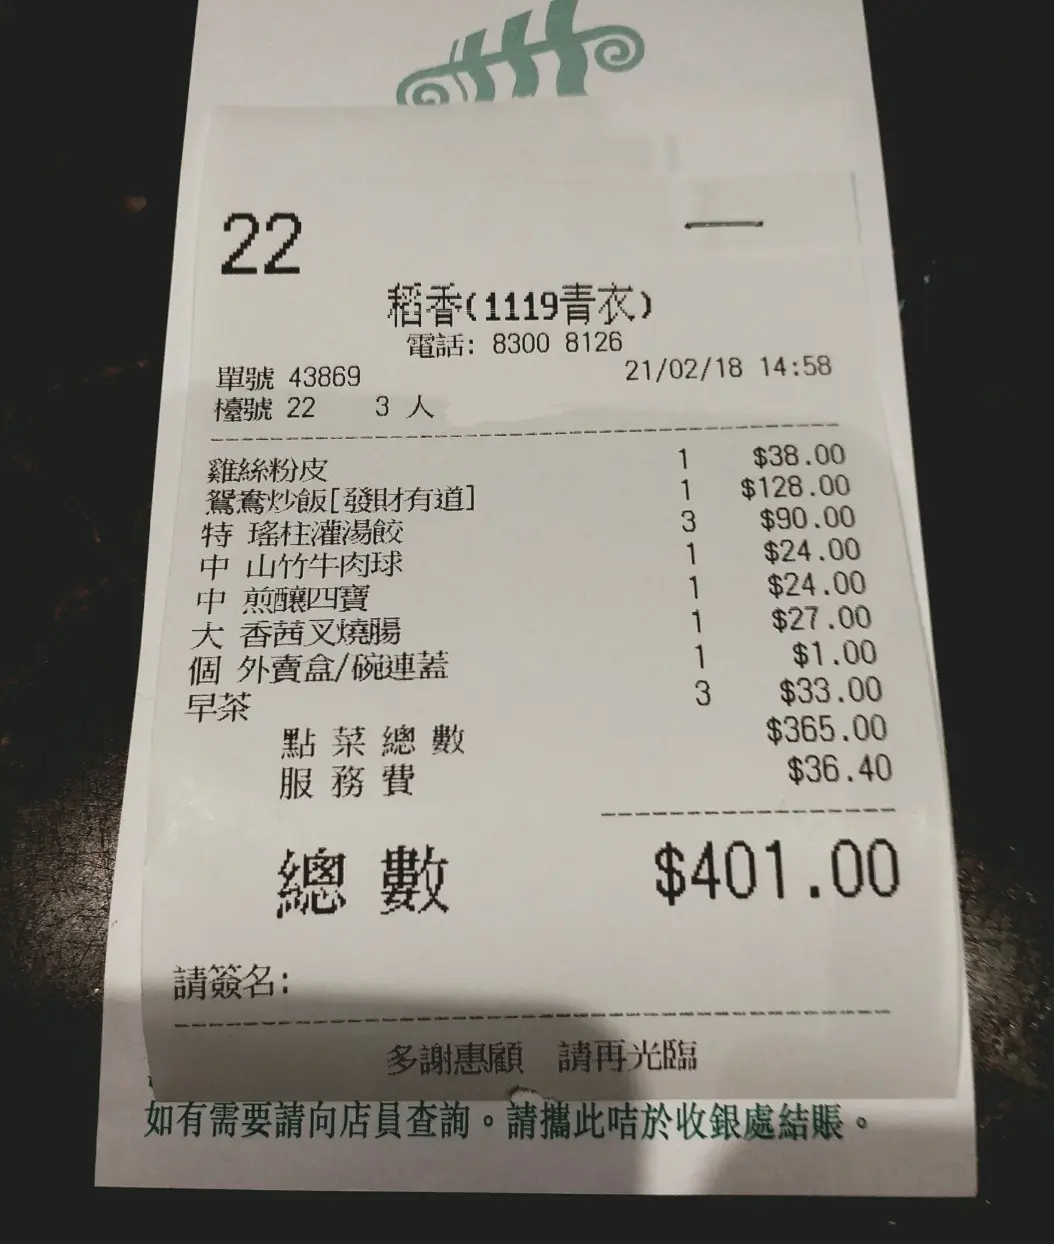 22
稻香(1119青衣)
電話: 8300 8126
單號 43869 21/02/18 14:58
檯號 22 3 人
雞絲粉皮 1 $38.00
鴛鴦炒飯[發財有道] 1 $128.00
特 瑤柱灌湯餃 3 $90.00
中 山竹牛肉球 1 $24.00
中 煎釀四寶 1 $24.00
大 香茜叉燒腸 1 $27.00
個 外賣盒/碗連蓋 1 $1.00
早茶 3 $33.00
點菜總數 $365.00
服務費 $36.40
總數 $401.00
請簽名:
多謝惠顧 請再光臨
如有需要請向店員查詢。請攜此咭於收銀處結賬。